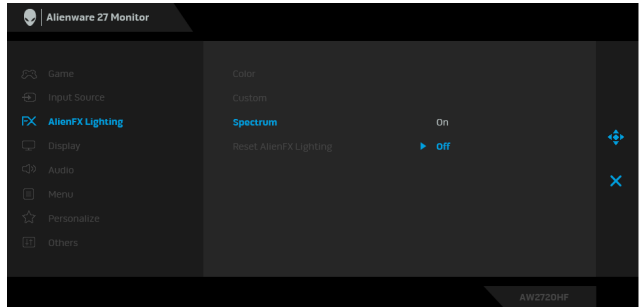 Alienware 27 Monitor
Game
Color
Input Source
Custom
FX AlienFX Lighting
Spectrum
On
Display
Reset AlienFX Lighting
Off
Audio
Menu
Personalize
Others
AW2720HF